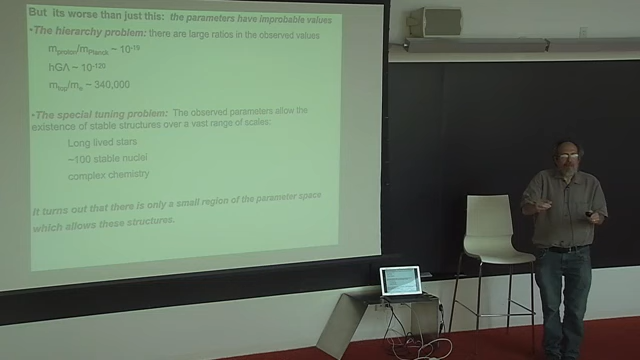 But its worse than just this: the parameters have improbable values
•The hierarchy problem: there are large ratios in the observed values
mproton/mPlanck ~ 10-19
hGΛ ~ 10-120
mtop/me ~ 340,000
•The special tuning problem: The observed parameters allow the
existence of stable structures over a vast range of scales:
Long lived stars
~100 stable nuclei
complex chemistry
It turns out that there is only a small region of the parameter space
which allows these structures.